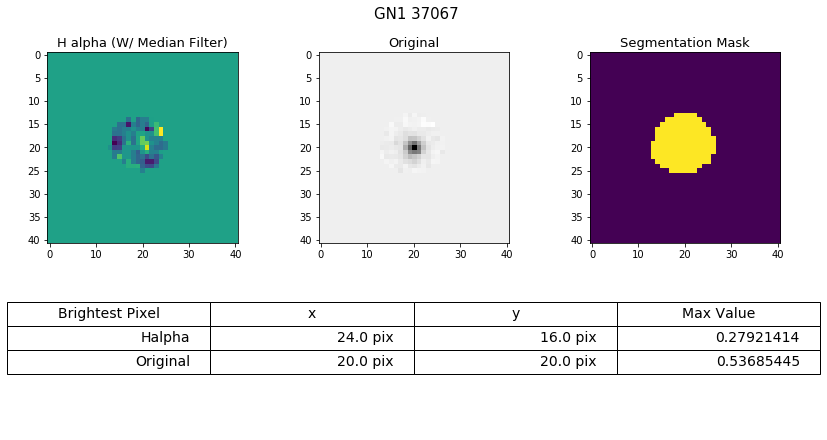 GN1 37067
H alpha (W/ Median Filter) Original Segmentation Mask
0 0 0
5 5 5
10 10 10
15 15 15
20 20 20
25 25 25
30 30 30
35 35 35
40 40 40
0 10 20 30 40 0 10 20 30 40 0 10 20 30 40
Brightest Pixel x y Max Value
Halpha 24.0 pix 16.0 pix 0.27921414
Original 20.0 pix 20.0 pix 0.53685445